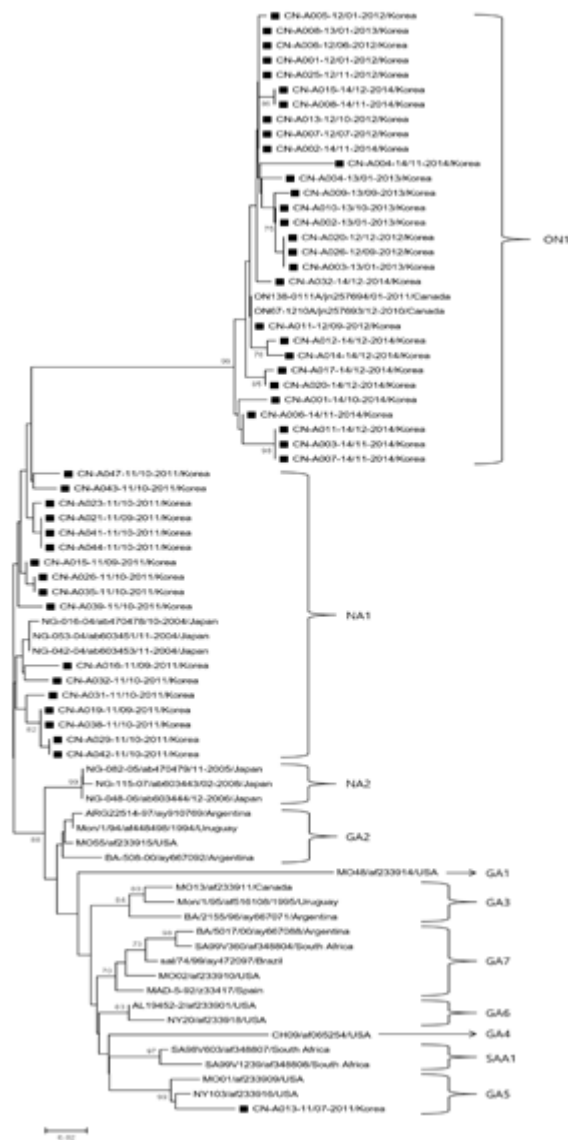 CN-A005-12/01-2012/Korea
CN-A008-13/01-2013/Korea
CN-A006-12/06-2012/Korea
CN-A001-12/01-2012/Korea
CN-A025-12/11-2012/Korea
CN-A015-14/12-2014/Korea
CN-A008-14/11-2014/Korea
CN-A013-12/10-2012/Korea
CN-A007-12/07-2012/Korea
CN-A002-14/11-2014/Korea
CN-A004-14/11-2014/Korea
CN-A004-13/01-2013/Korea
CN-A009-13/09-2013/Korea
CN-A010-13/10-2013/Korea
CN-A002-13/01-2013/Korea
75
CN-A020-12/12-2012/Korea
ON1
CN-A026-12/09-2012/Korea
CN-A003-13/01-2013/Korea
CN-A032-14/12-2014/Korea
ON138-0111A/jn257694/01-2011/Canada
ON67-1210A/jn257693/12-2010/Canada
CN-A011-12/09-2012/Korea
CN-A012-14/12-2014/Korea
CN-A014-14/12-2014/Korea
CN-A017-14/12-2014/Korea
CN-A020-14/12-2014/Korea
CN-A001-14/10-2014/Korea
CN-A006-14/11-2014/Korea
CN-A011-14/12-2014/Korea
CN-A003-14/11-2014/Korea
CN-A007-14/11-2014/Korea
CN-A047-11/10-2011/Korea
CN-A043-11/10-2011/Korea
CN-A023-11/10-2011/Korea
CN-A021-11/09-2011/Korea
CN-A041-11/10-2011/Korea
CN-A044-11/10-2011/Korea
CN-A015-11/09-2011/Korea
CN-A026-11/10-2011/Korea
CN-A035-11/10-2011/Korea
CN-A039-11/10-2011/Korea
NA1
NG-016-04/ab470478/10-2004/Japan
NG-053-04/ab603451/11-2004/Japan
NG-042-04/ab603453/11-2004/Japan
CN-A016-11/09-2011/Korea
CN-A032-11/10-2011/Korea
CN-A031-11/10-2011/Korea
CN-A019-11/09-2011/Korea
CN-A038-11/10-2011/Korea
82
CN-A029-11/10-2011/Korea
CN-A042-11/10-2011/Korea
NG-082-05/ab470479/11-2005/Japan
99
NG-115-07/ab603443/02-2008/Japan
NA2
NG-048-06/ab603444/12-2006/Japan
ARG22514-97/ay910769/Argentina
Mon/1/94/af448498/1994/Uruguay
GA2
MO55/af233915/USA
BA-508-00/ay667092/Argentina
MO48/af233914/USA
GA1
MO13/af233911/Canada
Mon/1/95/af516108/1995/Uruguay
GA3
BA/2155/96/ay667071/Argentina
BA/5017/00/ay667088/Argentina
SA99V360/af348804/South Africa
73
sal/74/99/ay472097/Brazil
GA7
MO02/af233910/USA
70
MAD-5-92/z33417/Spain
AL19452-2/af233901/USA
GA6
NY20/af233918/USA
CH09/af065254/USA
GA4
SA98V603/af348807/South Africa
97
SAA1
SA99V1239/af348808/South Africa
MO01/af233909/USA
NY103/af233916/USA
GA5
99
CN-A013-11/07-2011/Korea
0.02